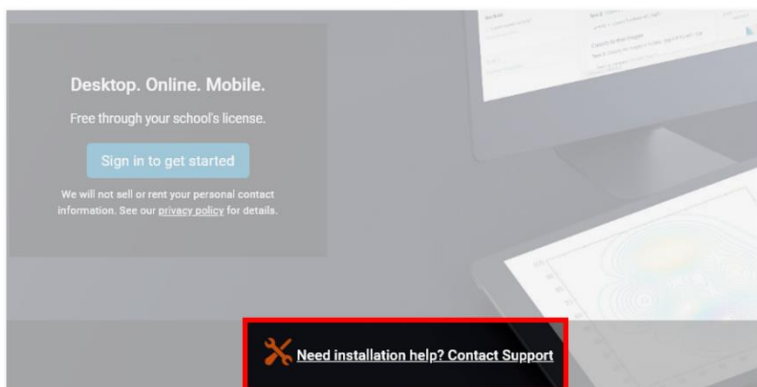 Desktop. Online. Mobile.
Free through your school's license.
Sign in to get started
We will not sell or rent your personal contact
information. See our privacy policy for details.
Need installation help? Contact Support